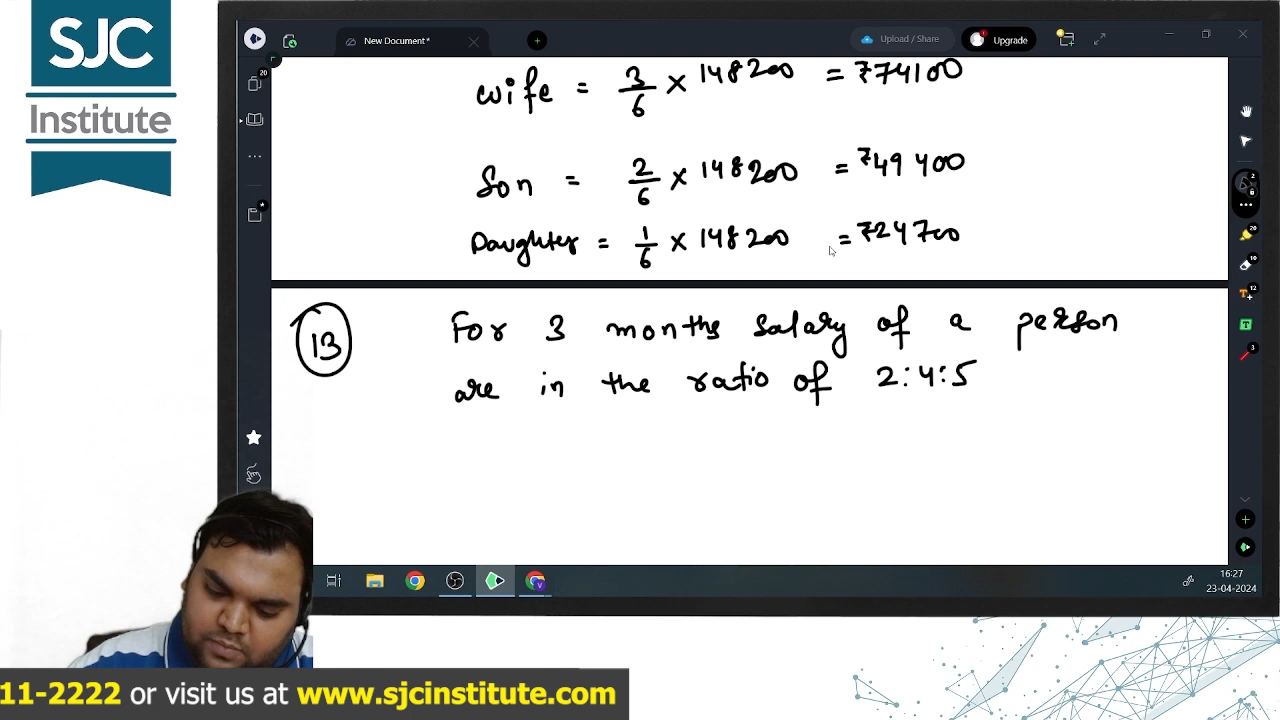 SJC
Institute
New Document*
Upload / Share
Upgrade
wife = 3/6 × 148200 = ₹74100
Son = 2/6 × 148200 = ₹49400
Daughter = 1/6 × 148200 = ₹24700
13
For 3 months salary of a person
are in the ratio of 2:4:5
16:27
23-04-2024
11-2222 or visit us at www.sjcinstitute.com